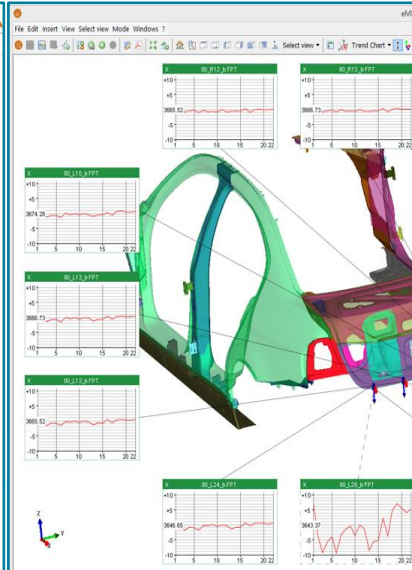 eM
File Edit Insert View Select view Mode Windows ?
Select view Trend Chart
X 80_R12_b FPT
+10
+5
3665.52
-5
-10
1 5 10 15 20 22
X 80_R13_b FPT
+10
+5
3666.73
-5
-10
1 5 10 15 20 22
X 80_L10_b FPT
+10
+5
3674.28
-5
-10
1 5 10 15 20 22
X 80_L13_b FPT
+10
+5
3666.73
-5
-10
1 5 10 15 20 22
X 80_L12_b FPT
+10
+5
3665.52
-5
-10
1 5 10 15 20 22
X 80_L24_b FPT
+10
+5
3646.65
-5
-10
1 5 10 15 20 22
X 80_L26_b FPT
+10
+5
3643.37
-5
-10
1 5 10 15 20 22
Z
Y
X